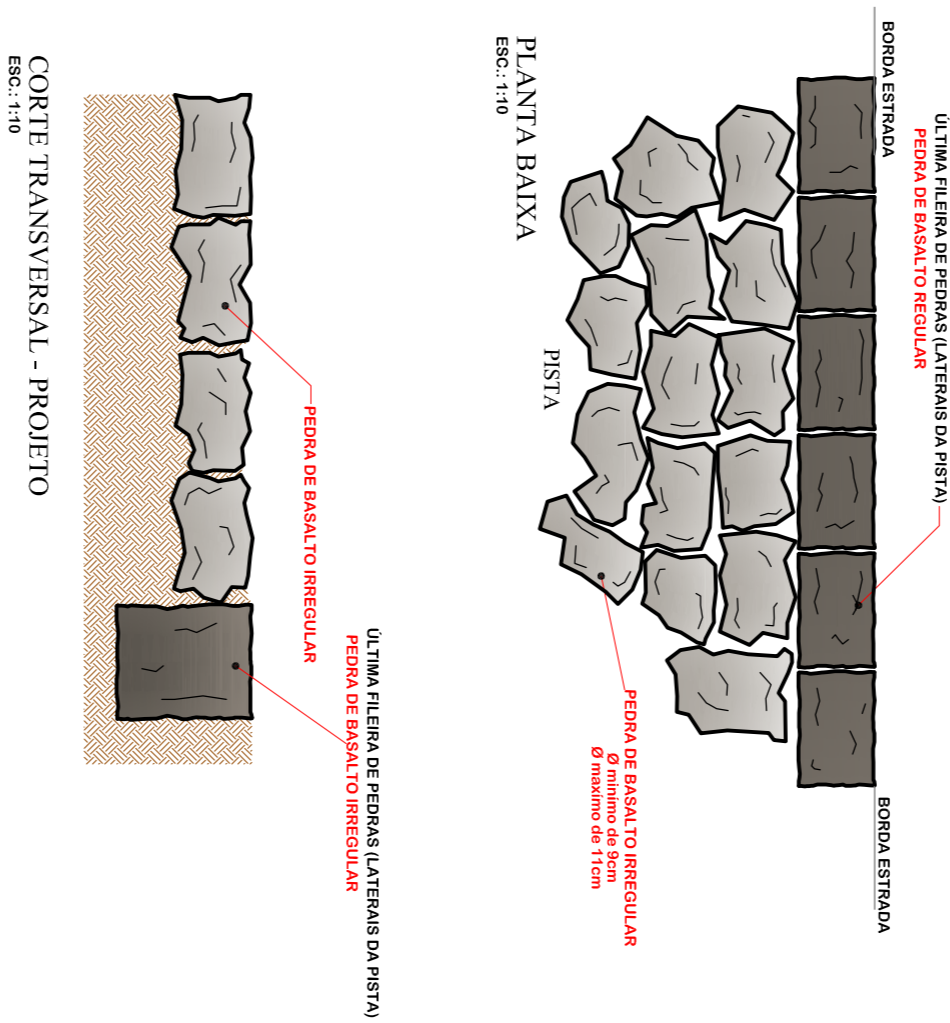 BORDA ESTRADA
ÚLTIMA FILEIRA DE PEDRAS (LATERAIS DA PISTA)
PEDRA DE BASALTO REGULAR
BORDA ESTRADA
PISTA
PEDRA DE BASALTO IRREGULAR
Ø minimo de 9cm
Ø maximo de 11cm
PLANTA BAIXA
ESC.: 1:10
ÚLTIMA FILEIRA DE PEDRAS (LATERAIS DA PISTA)
PEDRA DE BASALTO IRREGULAR
PEDRA DE BASALTO IRREGULAR
CORTE TRANSVERSAL - PROJETO
ESC.: 1:10